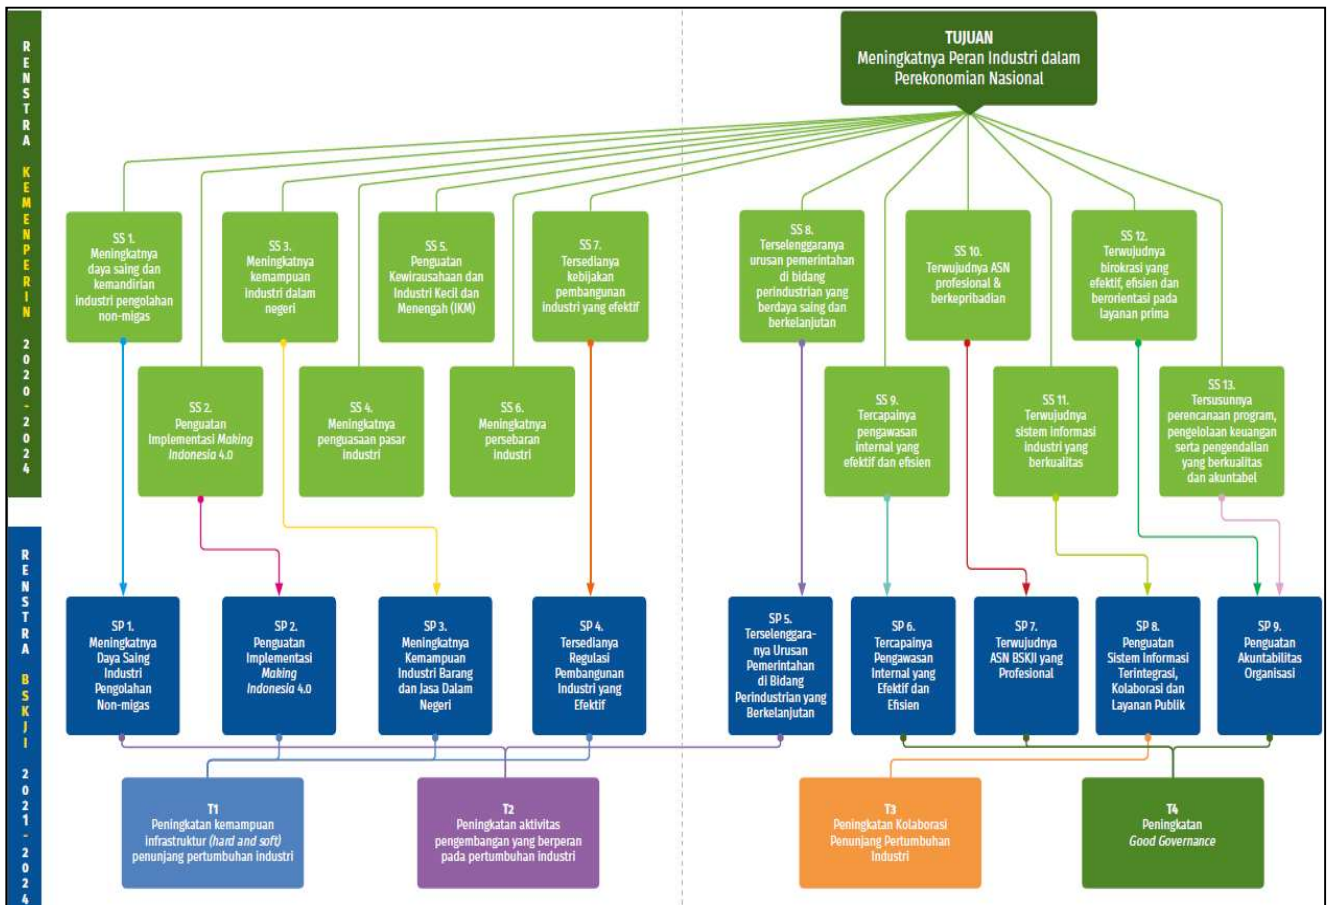 RENSTRA KEMENPERIN 2020-2024
TUJUAN
Meningkatnya Peran Industri dalam
Perekonomian Nasional
SS 1.
Meningkatnya
daya saing dan
kemandirian
industri pengolahan
non-migas
SS 3.
Meningkatnya
kemampuan
industri dalam
negeri
SS 5.
Penguatan
Kewirausahaan dan
Industri Kecil dan
Menengah (IKM)
SS 7.
Tersedianya
kebijakan
pembangunan
industri yang efektif
SS 8.
Terselenggaranya
urusan pemerintahan
di bidang
perindustrian yang
berdaya saing dan
berkelanjutan
SS 10.
Terwujudnya ASN
profesional &
berkepribadian
SS 12.
Terwujudnya
birokrasi yang
efektif, efisien dan
berorientasi pada
layanan prima
SS 2.
Penguatan
Implementasi Making
Indonesia 4.0
SS 4.
Meningkatnya
penguasaan pasar
industri
SS 6.
Meningkatnya
persebaran
industri
SS 9.
Tercapainya
pengawasan
internal yang
efektif dan efisien
SS 11.
Terwujudnya
sistem informasi
industri yang
berkualitas
SS 13.
Tersusunnya
perencanaan program,
pengelolaan keuangan
serta pengendalian
yang berkualitas
dan akuntabel
RENSTRA BSKJI 2021-2024
SP 1.
Meningkatnya
Daya Saing
Industri
Pengolahan
Non-migas
SP 2.
Penguatan
Implementasi
Making
Indonesia 4.0
SP 3.
Meningkatnya
Kemampuan
Industri Barang
dan Jasa Dalam
Negeri
SP 4.
Tersedianya
Regulasi
Pembangunan
Industri yang
Efektif
SP 5.
Terselenggara-
nya Urusan
Pemerintahan
di Bidang
Perindustrian yang
Berkelanjutan
SP 6.
Tercapainya
Pengawasan
Internal yang
Efektif dan
Efisien
SP 7.
Terwujudnya
ASN BSKJI yang
Profesional
SP 8.
Penguatan
Sistem Informasi
Terintegrasi,
Kolaborasi dan
Layanan Publik
SP 9.
Penguatan
Akuntabilitas
Organisasi
T1
Peningkatan kemampuan
infrastruktur (hard and soft)
penunjang pertumbuhan industri
T2
Peningkatan aktivitas
pengembangan yang berperan
pada pertumbuhan industri
T3
Peningkatan Kolaborasi
Penunjang Pertumbuhan
Industri
T4
Peningkatan
Good Governance